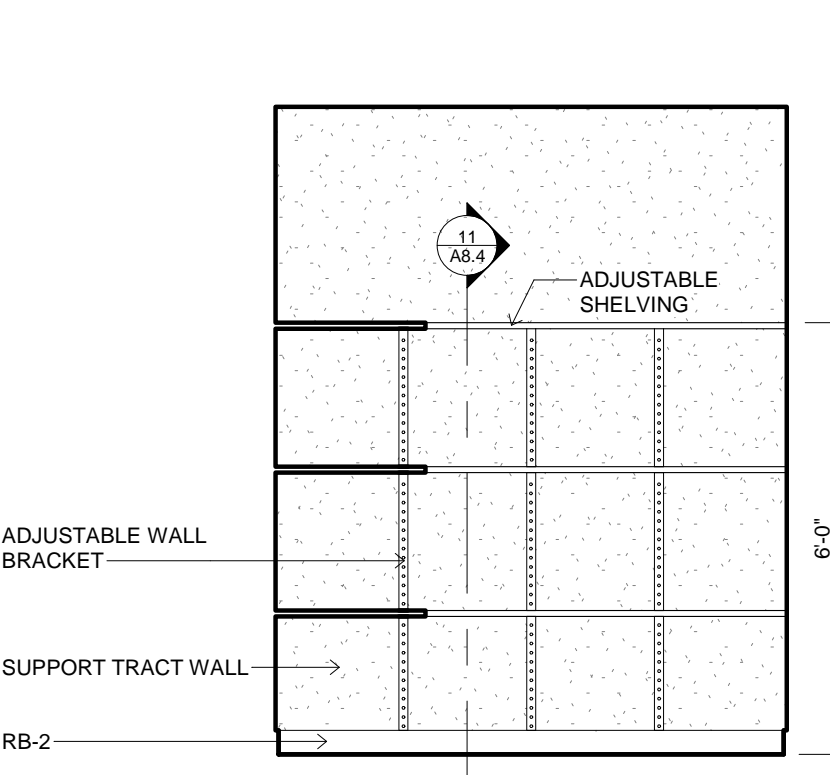 11
A8.4
ADJUSTABLE
SHELVING
ADJUSTABLE WALL
BRACKET
6'-0"
SUPPORT TRACT WALL
RB-2